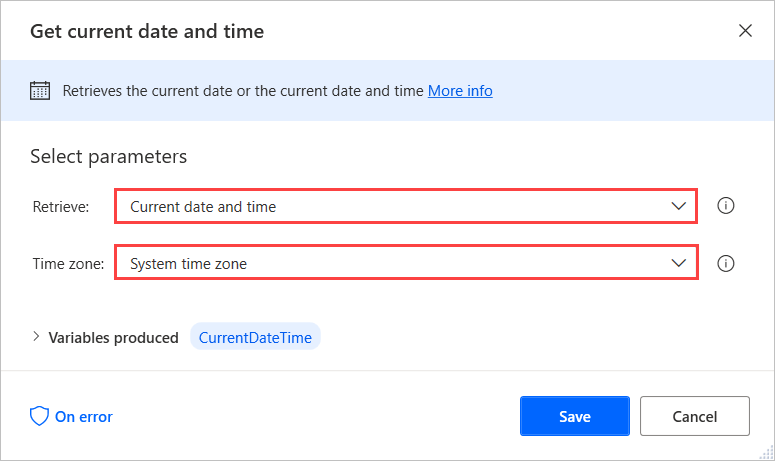 Get current date and time
Retrieves the current date or the current date and time More info
Select parameters
Retrieve: Current date and time
Time zone: System time zone
Variables produced CurrentDateTime
On error Save Cancel